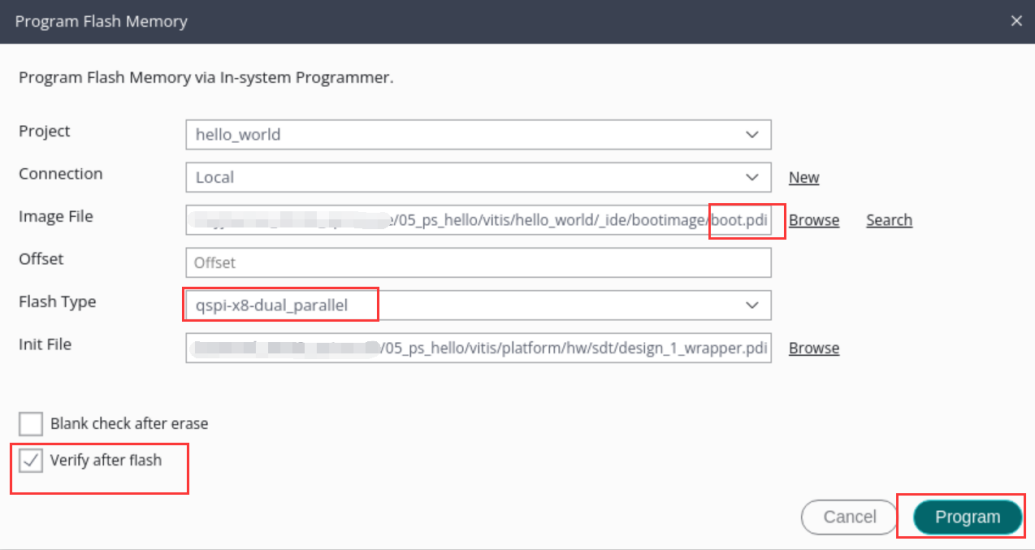 Program Flash Memory
Program Flash Memory via In-system Programmer.
Project hello_world
Connection Local New
Image File /05_ps_hello/vitis/hello_world/_ide/bootimage/boot.pdi Browse Search
Offset Offset
Flash Type qspi-x8-dual_parallel
Init File /05_ps_hello/vitis/platform/hw/sdt/design_1_wrapper.pdi Browse
Blank check after erase
Verify after flash
Cancel Program